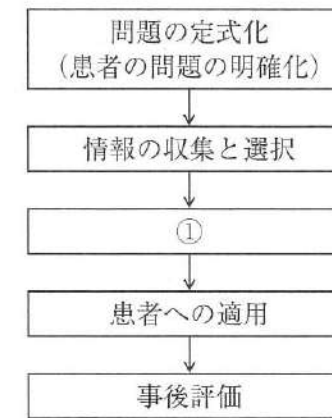 問題の定式化
(患者の問題の明確化)
情報の収集と選択
①
患者への適用
事後評価